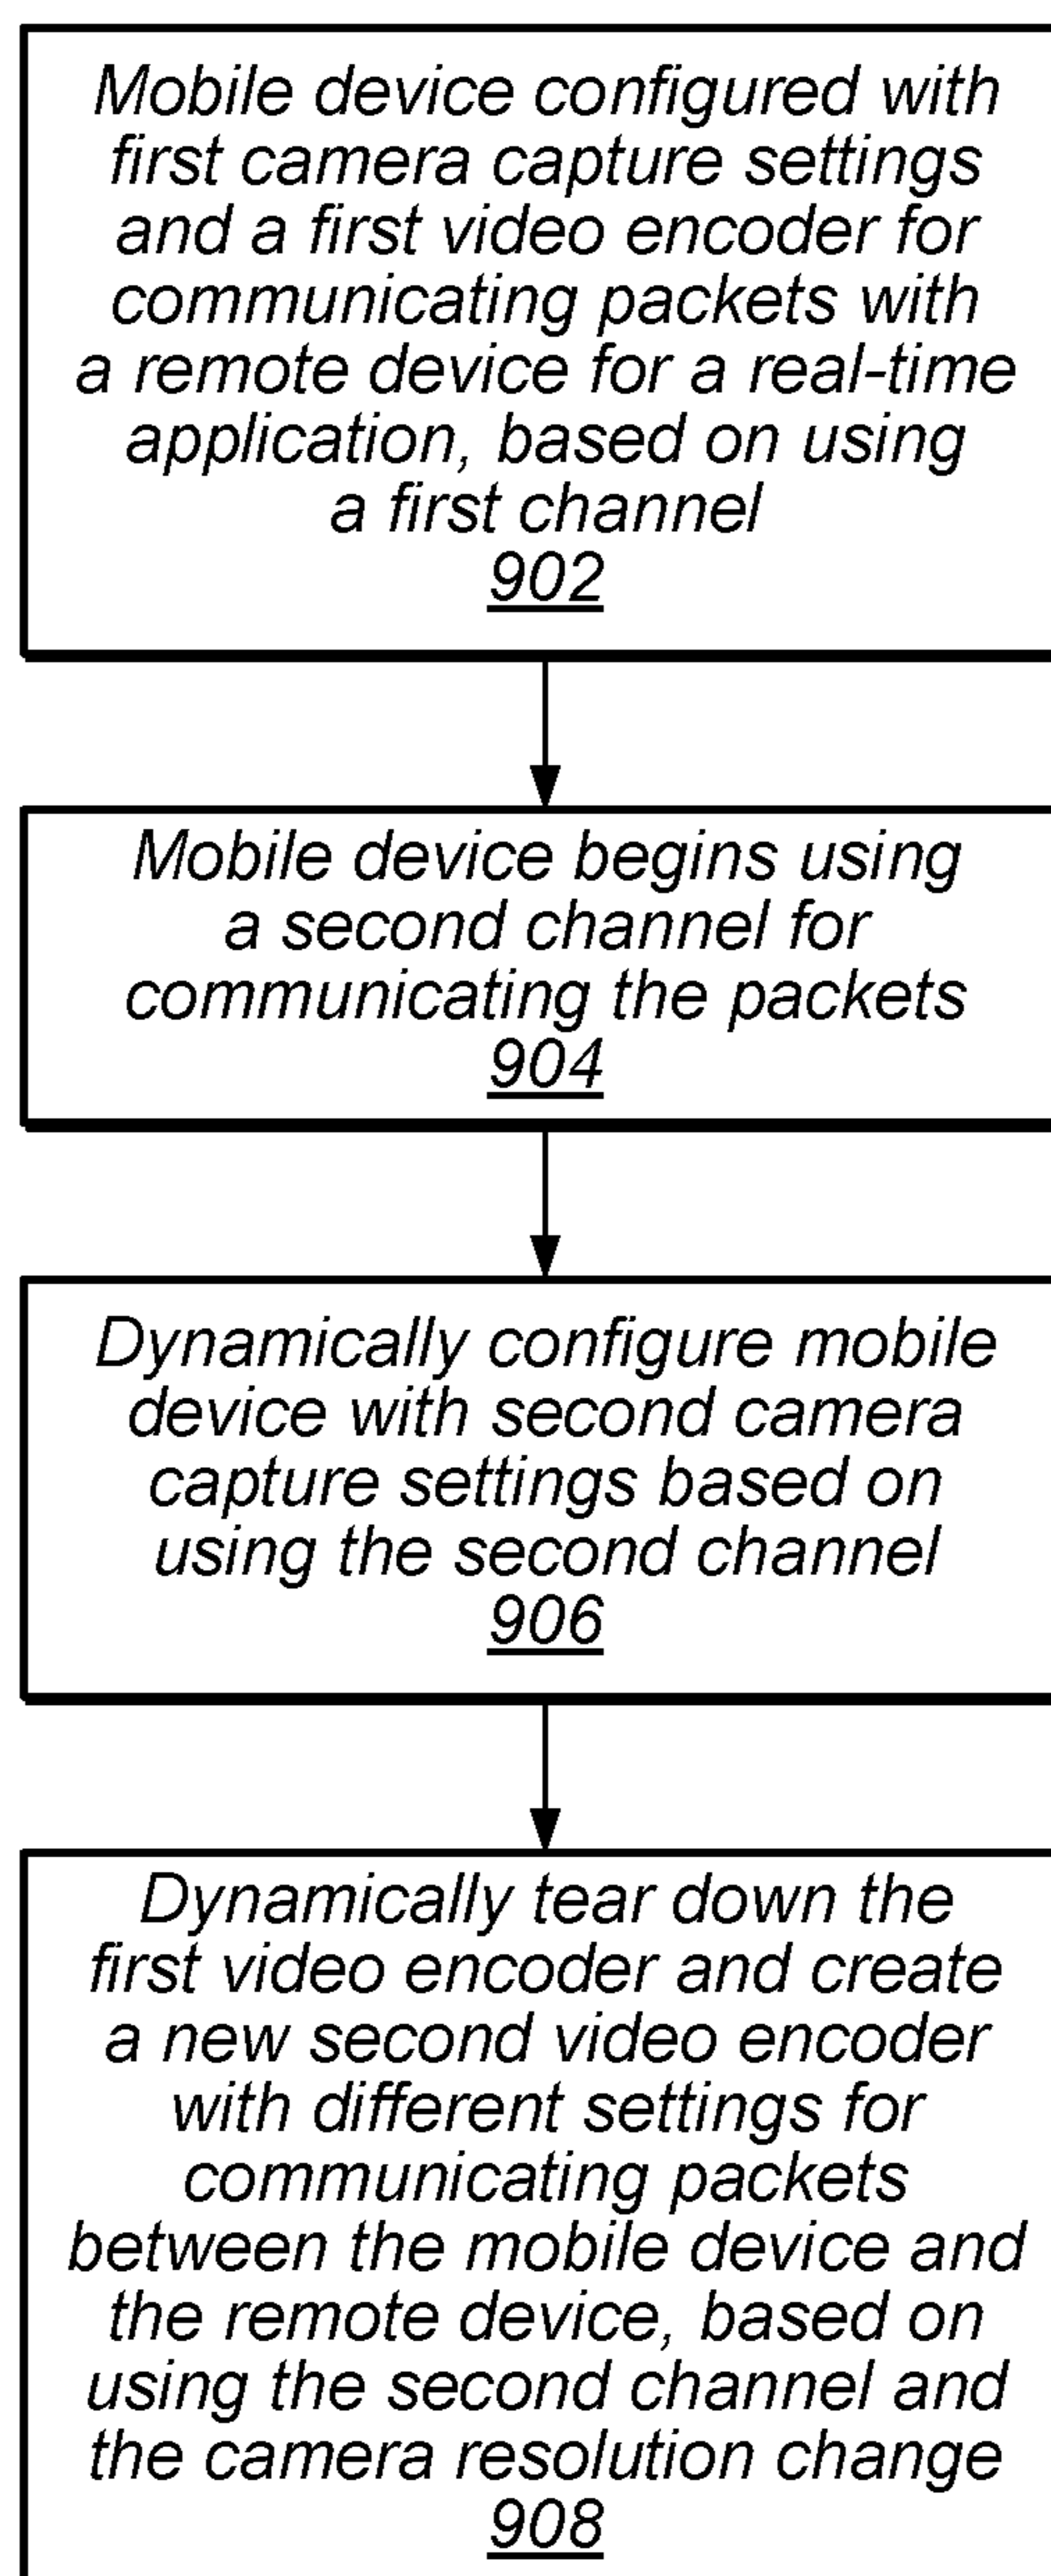 Mobile device configured with
first camera capture settings
and a first video encoder for
communicating packets with
a remote device for a real-time
application, based on using
a first channel
902
Mobile device begins using
a second channel for
communicating the packets
904
Dynamically configure mobile
device with second camera
capture settings based on
using the second channel
906
Dynamically tear down the
first video encoder and create
a new second video encoder
with different settings for
communicating packets
between the mobile device and
the remote device, based on
using the second channel and
the camera resolution change
908